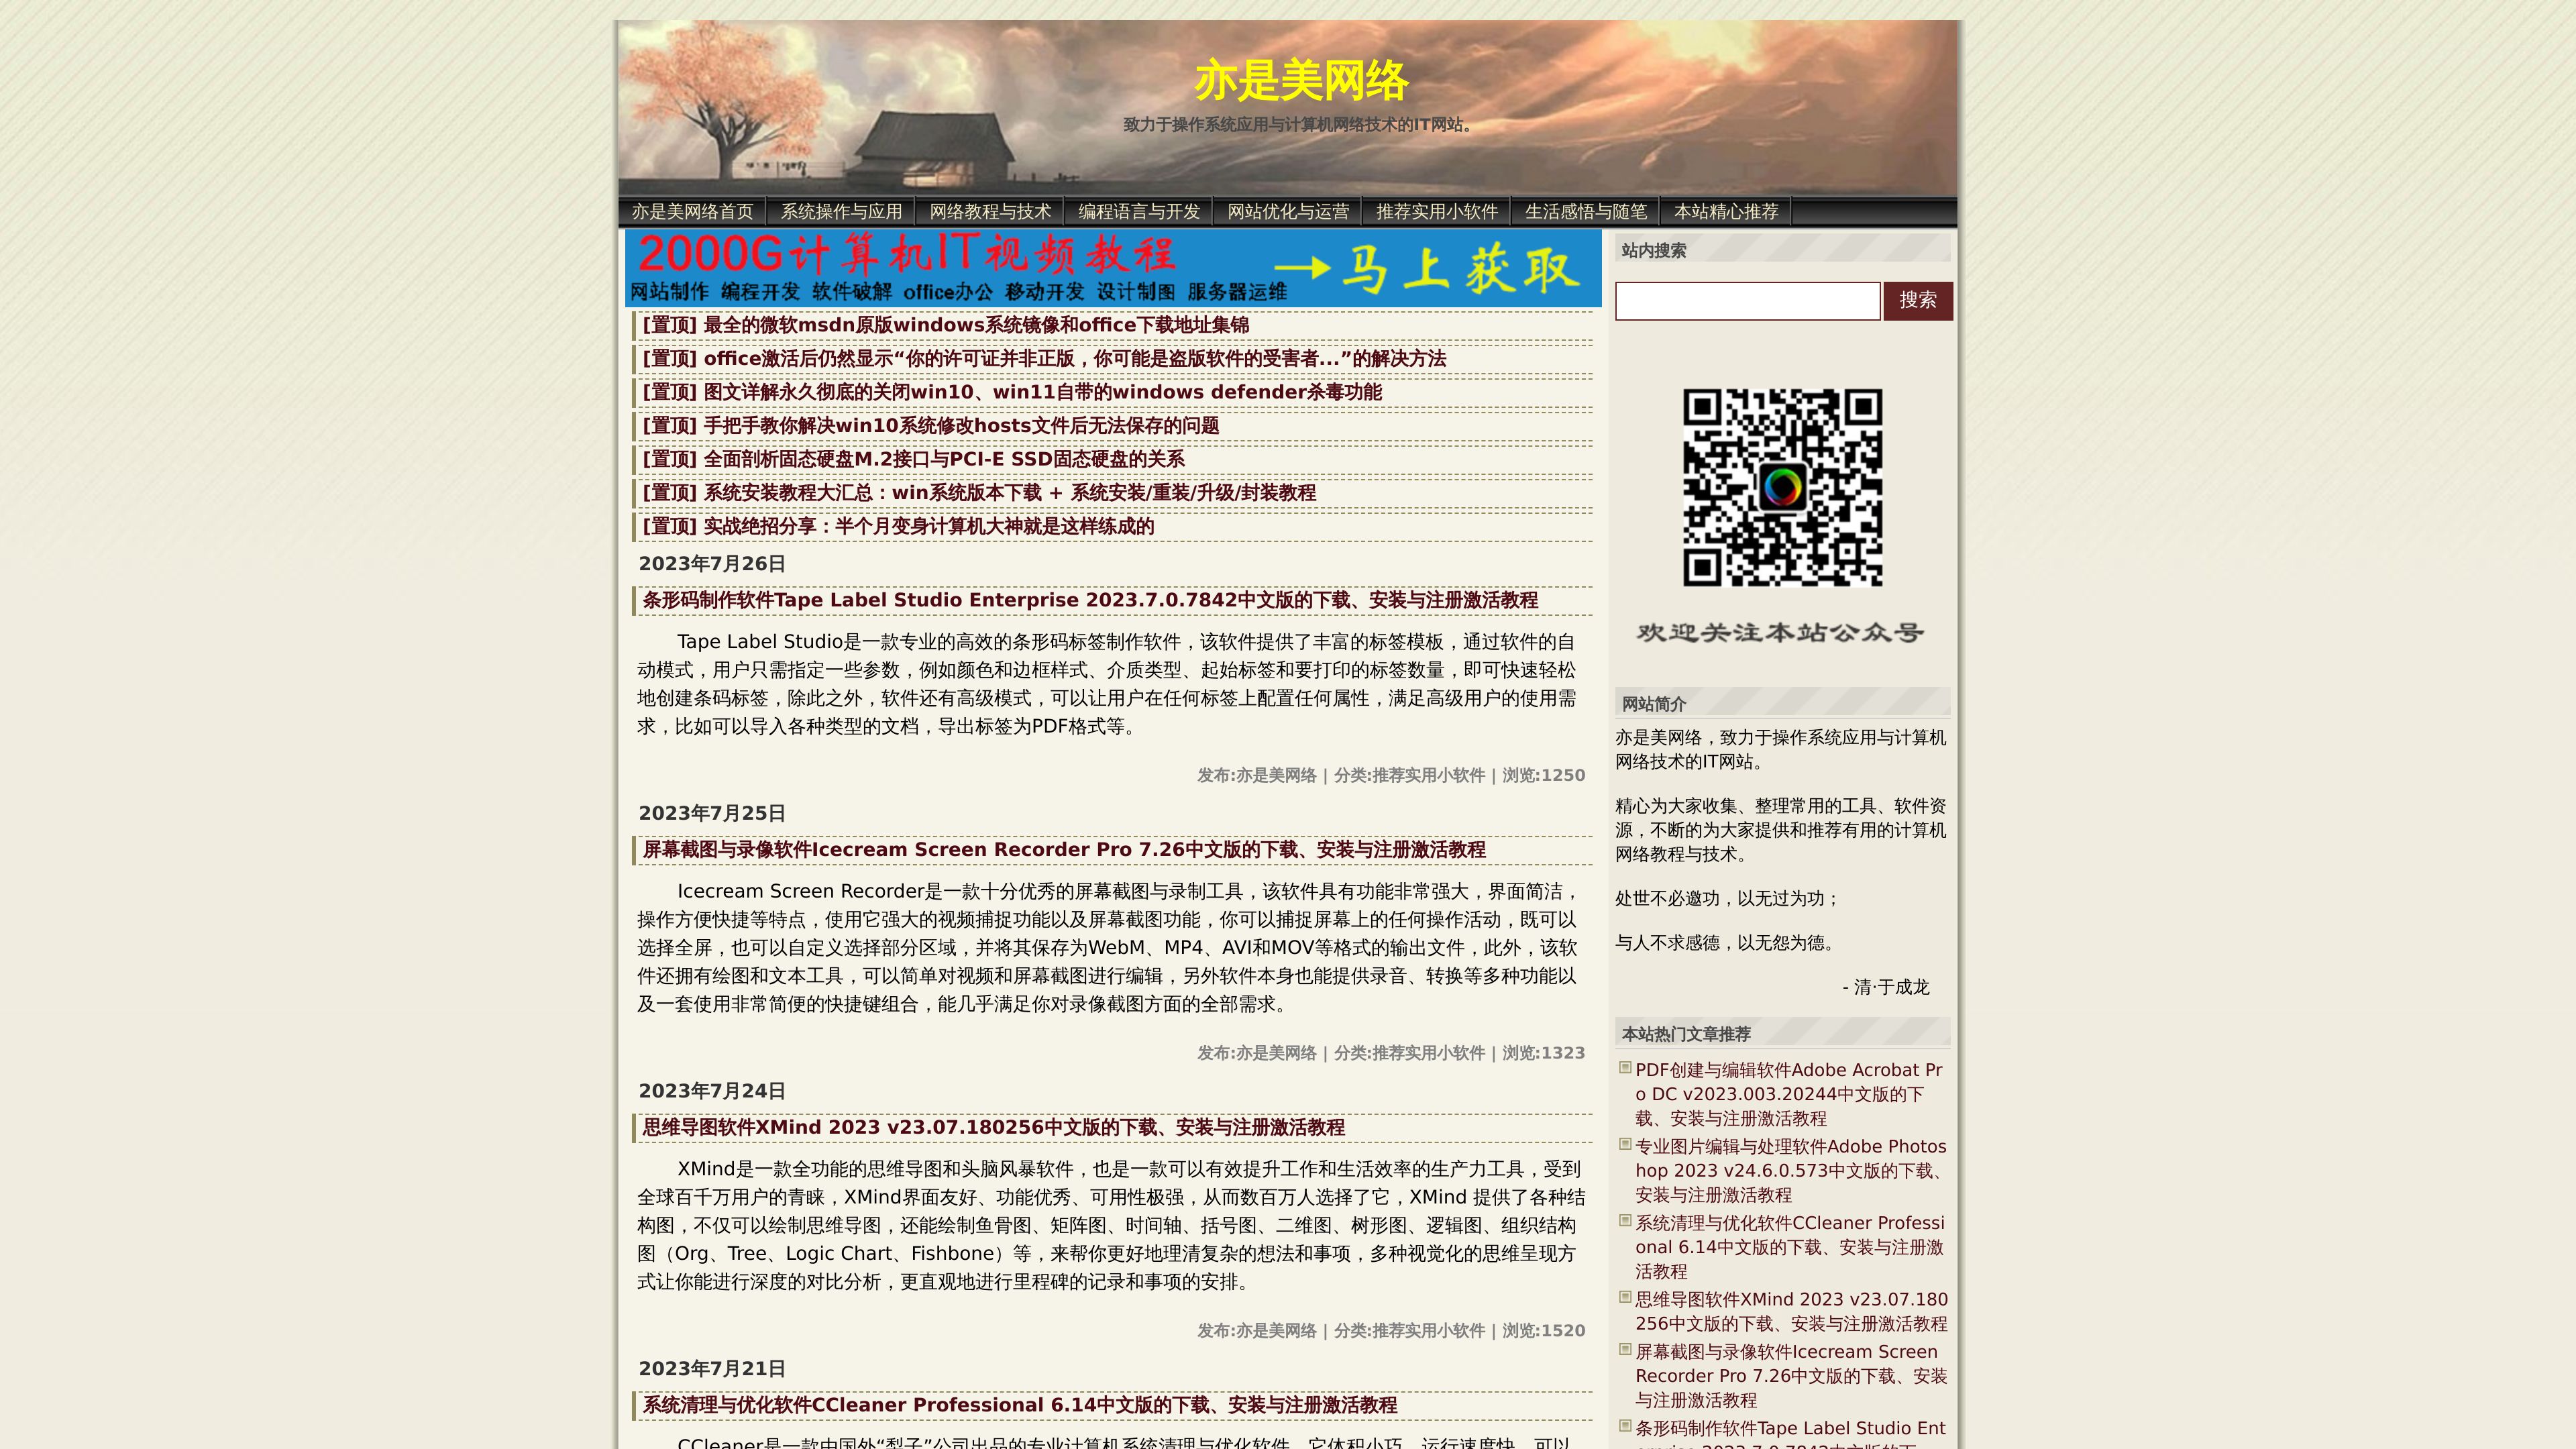 亦是美网络
致力于操作系统应用与计算机网络技术的IT网站。
亦是美网络首页 系统操作与应用 网络教程与技术 编程语言与开发 网站优化与运营 推荐实用小软件 生活感悟与随笔 本站精心推荐
2000G计算机IT视频教程
→马上获取
网站制作 编程开发 软件破解 office办公 移动开发 设计制图 服务器运维
[置顶] 最全的微软msdn原版windows系统镜像和office下载地址集锦
[置顶] office激活后仍然显示“你的许可证并非正版，你可能是盗版软件的受害者...”的解决方法
[置顶] 图文详解永久彻底的关闭win10、win11自带的windows defender杀毒功能
[置顶] 手把手教你解决win10系统修改hosts文件后无法保存的问题
[置顶] 全面剖析固态硬盘M.2接口与PCI-E SSD固态硬盘的关系
[置顶] 系统安装教程大汇总：win系统版本下载 + 系统安装/重装/升级/封装教程
[置顶] 实战绝招分享：半个月变身计算机大神就是这样练成的
2023年7月26日
条形码制作软件Tape Label Studio Enterprise 2023.7.0.7842中文版的下载、安装与注册激活教程
Tape Label Studio是一款专业的高效的条形码标签制作软件，该软件提供了丰富的标签模板，通过软件的自
动模式，用户只需指定一些参数，例如颜色和边框样式、介质类型、起始标签和要打印的标签数量，即可快速轻松
地创建条码标签，除此之外，软件还有高级模式，可以让用户在任何标签上配置任何属性，满足高级用户的使用需
求，比如可以导入各种类型的文档，导出标签为PDF格式等。
发布:亦是美网络 | 分类:推荐实用小软件 | 浏览:1250
2023年7月25日
屏幕截图与录像软件Icecream Screen Recorder Pro 7.26中文版的下载、安装与注册激活教程
Icecream Screen Recorder是一款十分优秀的屏幕截图与录制工具，该软件具有功能非常强大，界面简洁，
操作方便快捷等特点，使用它强大的视频捕捉功能以及屏幕截图功能，你可以捕捉屏幕上的任何操作活动，既可以
选择全屏，也可以自定义选择部分区域，并将其保存为WebM、MP4、AVI和MOV等格式的输出文件，此外，该软
件还拥有绘图和文本工具，可以简单对视频和屏幕截图进行编辑，另外软件本身也能提供录音、转换等多种功能以
及一套使用非常简便的快捷键组合，能几乎满足你对录像截图方面的全部需求。
发布:亦是美网络 | 分类:推荐实用小软件 | 浏览:1323
2023年7月24日
思维导图软件XMind 2023 v23.07.180256中文版的下载、安装与注册激活教程
XMind是一款全功能的思维导图和头脑风暴软件，也是一款可以有效提升工作和生活效率的生产力工具，受到
全球百千万用户的青睐，XMind界面友好、功能优秀、可用性极强，从而数百万人选择了它，XMind 提供了各种结
构图，不仅可以绘制思维导图，还能绘制鱼骨图、矩阵图、时间轴、括号图、二维图、树形图、逻辑图、组织结构
图（Org、Tree、Logic Chart、Fishbone）等，来帮你更好地理清复杂的想法和事项，多种视觉化的思维呈现方
式让你能进行深度的对比分析，更直观地进行里程碑的记录和事项的安排。
发布:亦是美网络 | 分类:推荐实用小软件 | 浏览:1520
2023年7月21日
系统清理与优化软件CCleaner Professional 6.14中文版的下载、安装与注册激活教程
CCleaner是一款由国外“梨子”公司出品的专业计算机系统清理与优化软件，它体积小巧，运行速度快，可以
站内搜索
搜索
欢迎关注本站公众号
网站简介
亦是美网络，致力于操作系统应用与计算机
网络技术的IT网站。
精心为大家收集、整理常用的工具、软件资
源，不断的为大家提供和推荐有用的计算机
网络教程与技术。
处世不必邀功，以无过为功；
与人不求感德，以无怨为德。
- 清·于成龙
本站热门文章推荐
PDF创建与编辑软件Adobe Acrobat Pr
o DC v2023.003.20244中文版的下
载、安装与注册激活教程
专业图片编辑与处理软件Adobe Photos
hop 2023 v24.6.0.573中文版的下载、
安装与注册激活教程
系统清理与优化软件CCleaner Professi
onal 6.14中文版的下载、安装与注册激
活教程
思维导图软件XMind 2023 v23.07.180
256中文版的下载、安装与注册激活教程
屏幕截图与录像软件Icecream Screen
Recorder Pro 7.26中文版的下载、安装
与注册激活教程
条形码制作软件Tape Label Studio Ent
erprise 2023.7.0.7842中文版的下